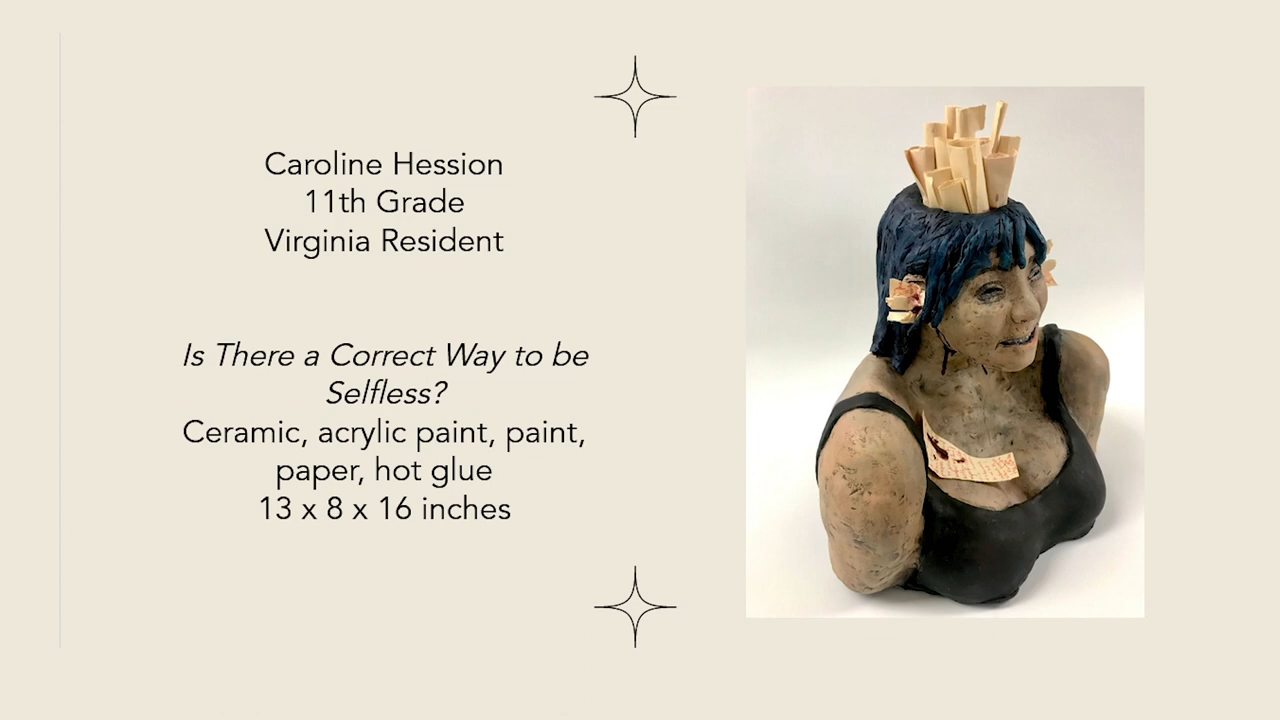 Caroline Hession
11th Grade
Virginia Resident
Is There a Correct Way to be
Selfless?
Ceramic, acrylic paint, paint,
paper, hot glue
13 x 8 x 16 inches